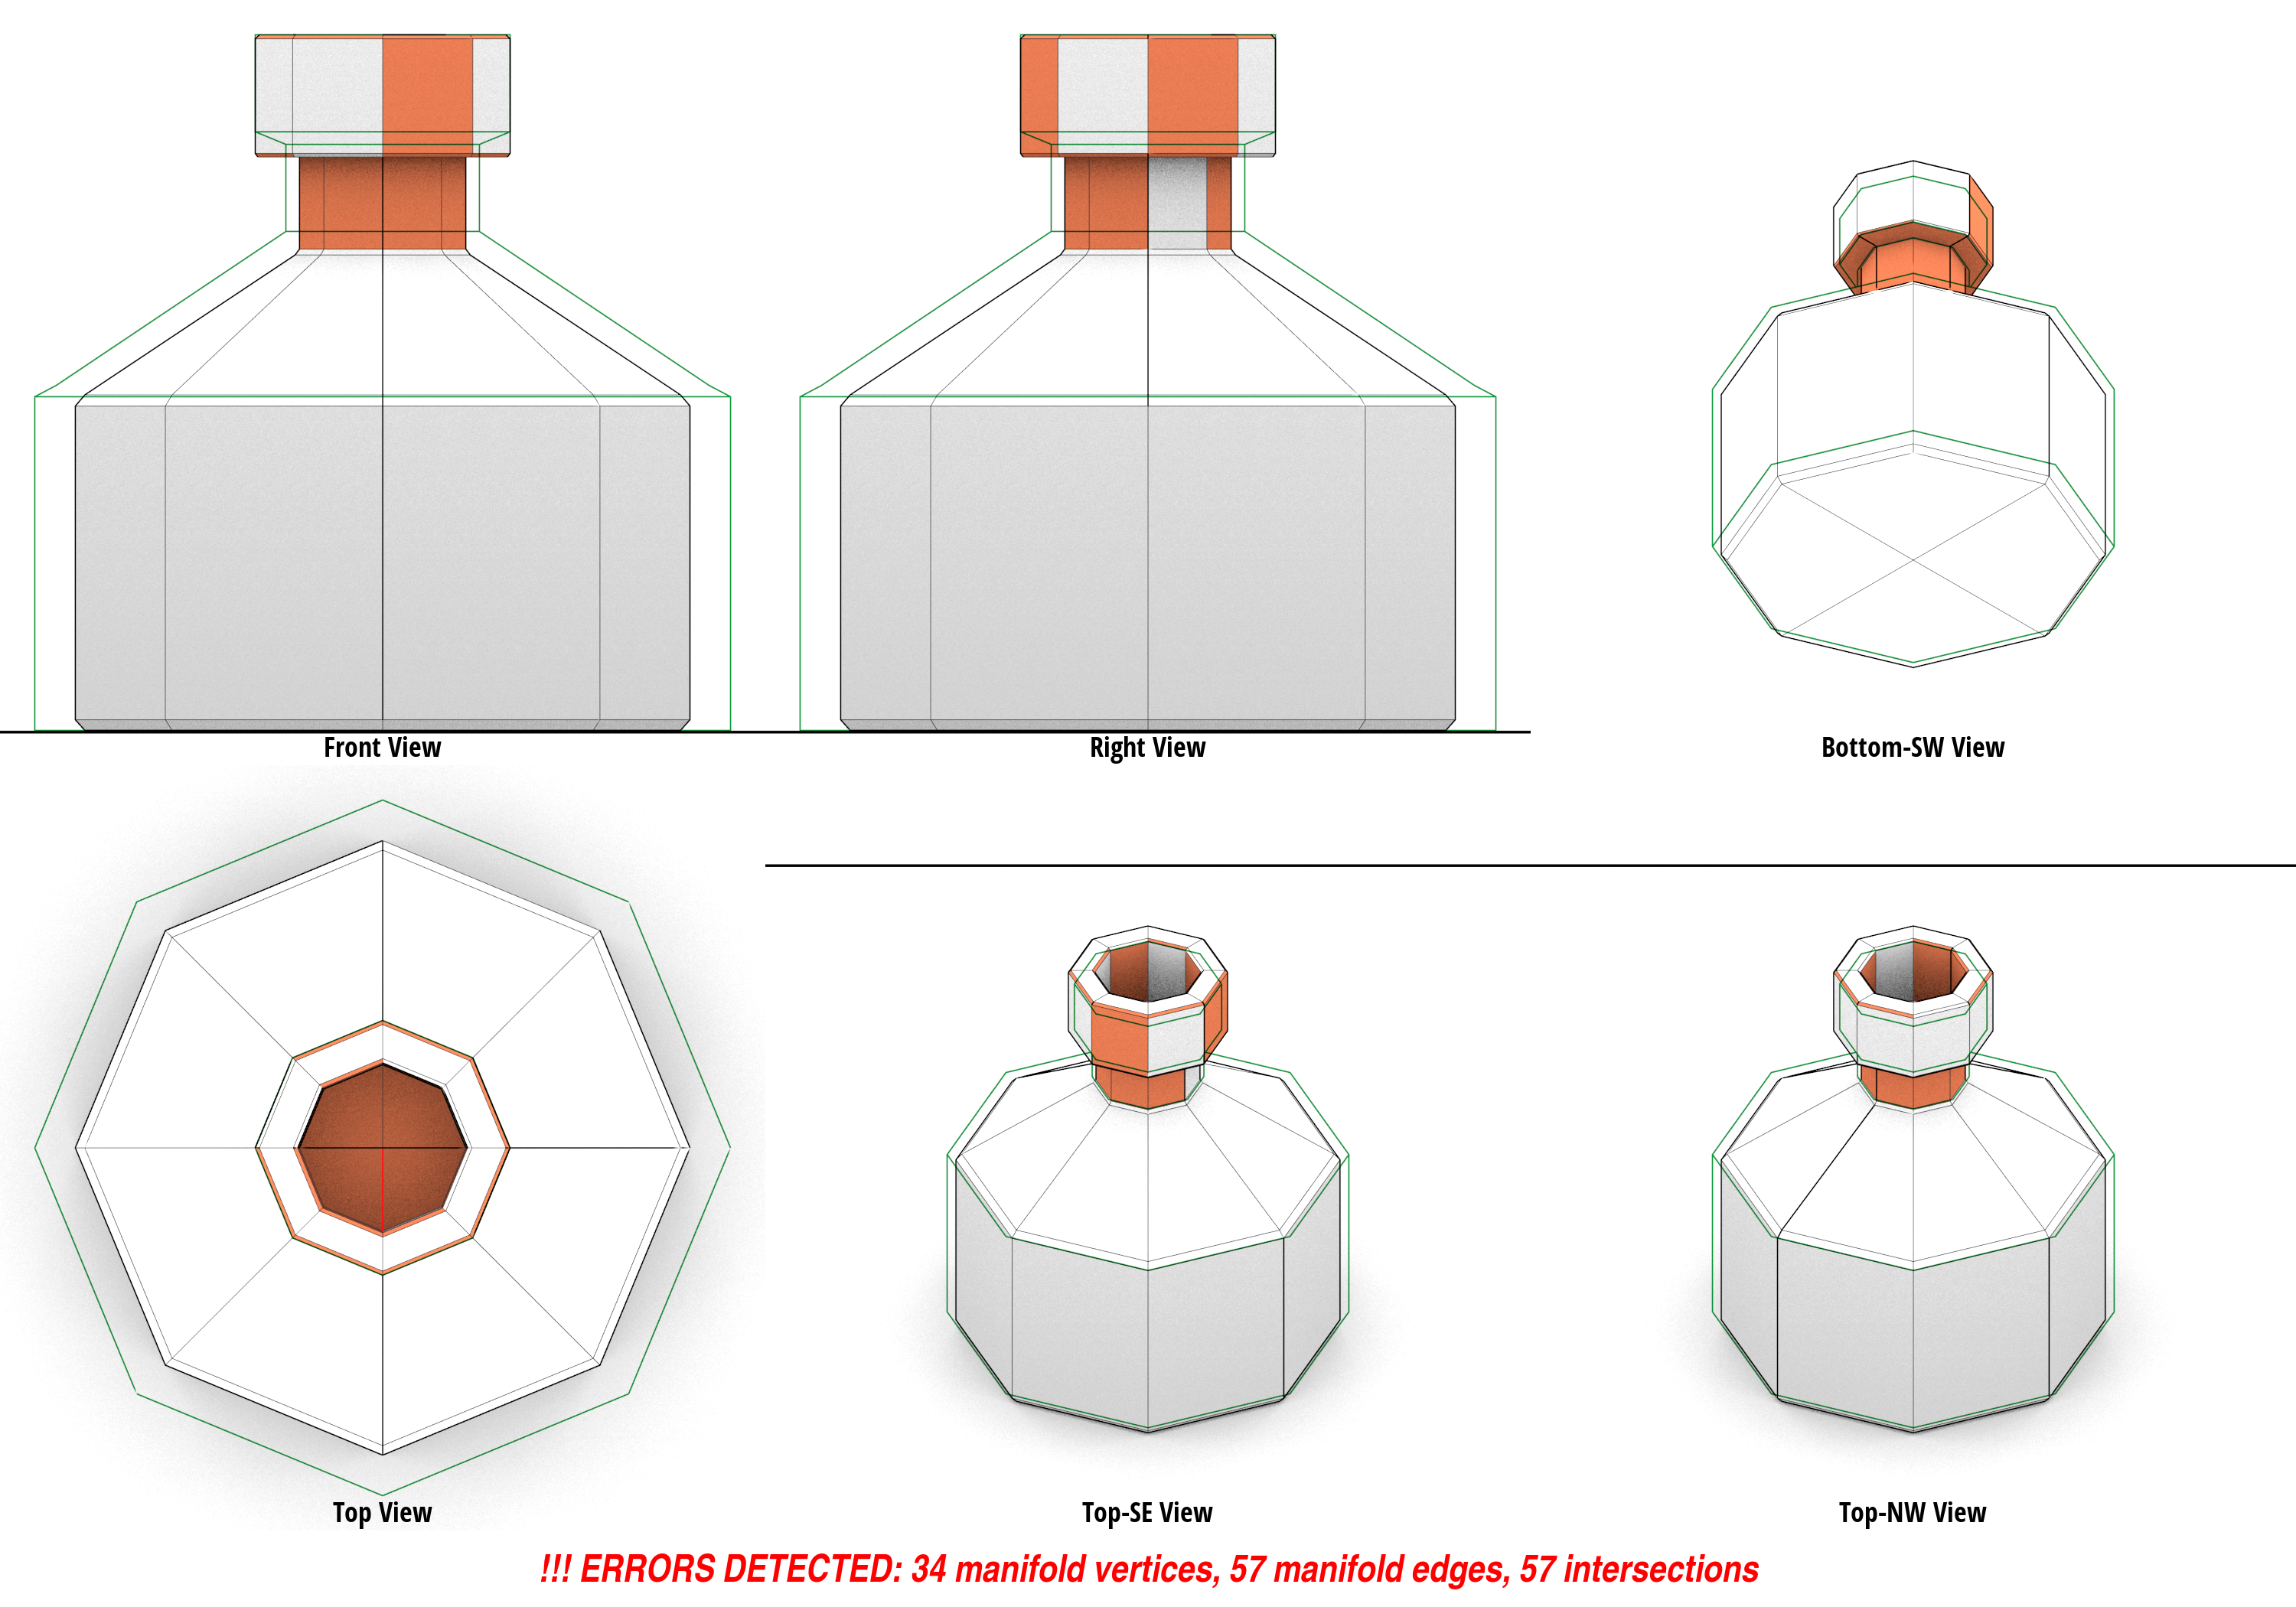 Front View
Right View
Bottom-SW View
Top View
Top-SE View
Top-NW View
!!! ERRORS DETECTED: 34 manifold vertices, 57 manifold edges, 57 intersections